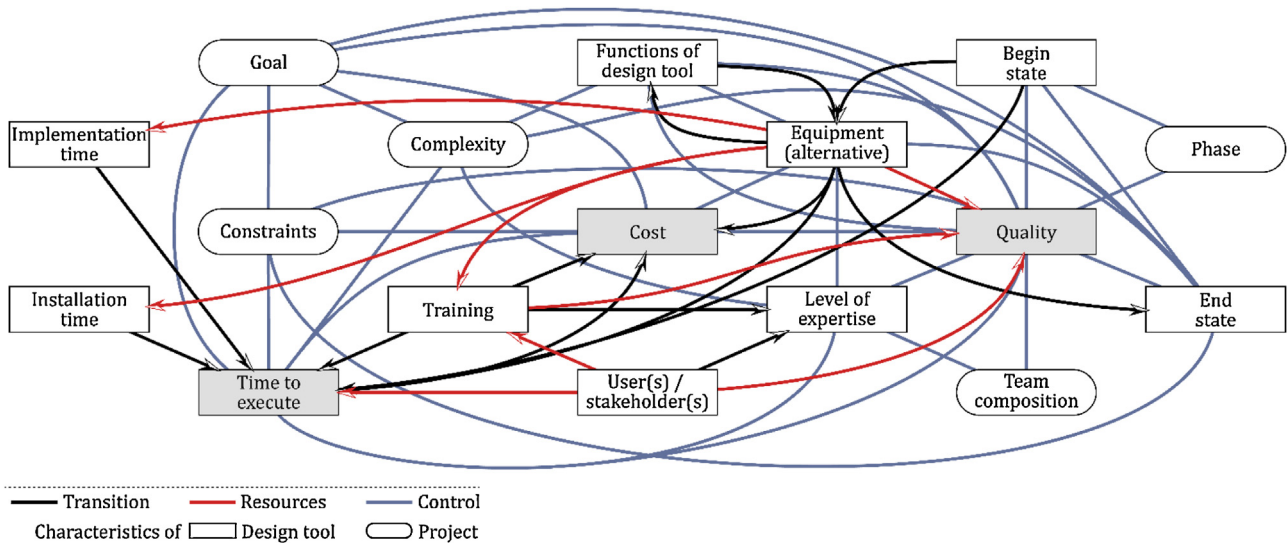 Goal
Functions of
design tool
Begin
state
Implementation
time
Complexity
Equipment
(alternative)
Phase
Constraints
Cost
Quality
Installation
time
Training
Level of
expertise
End
state
Time to
execute
User(s) /
stakeholder(s)
Team
composition
Transition
Resources
Control
Characteristics of
Design tool
Project